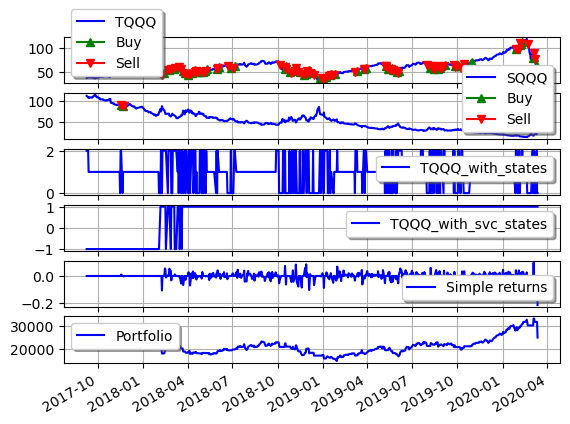 TQQQ
Buy
Sell
100
50
SQQQ
Buy
Sell
100
50
2
0
TQQQ_with_states
1
0
−1
TQQQ_with_svc_states
0.0
−0.2
Simple returns
30000
20000
Portfolio
2017-10 2018-01 2018-04 2018-07 2018-10 2019-01 2019-04 2019-07 2019-10 2020-01 2020-04